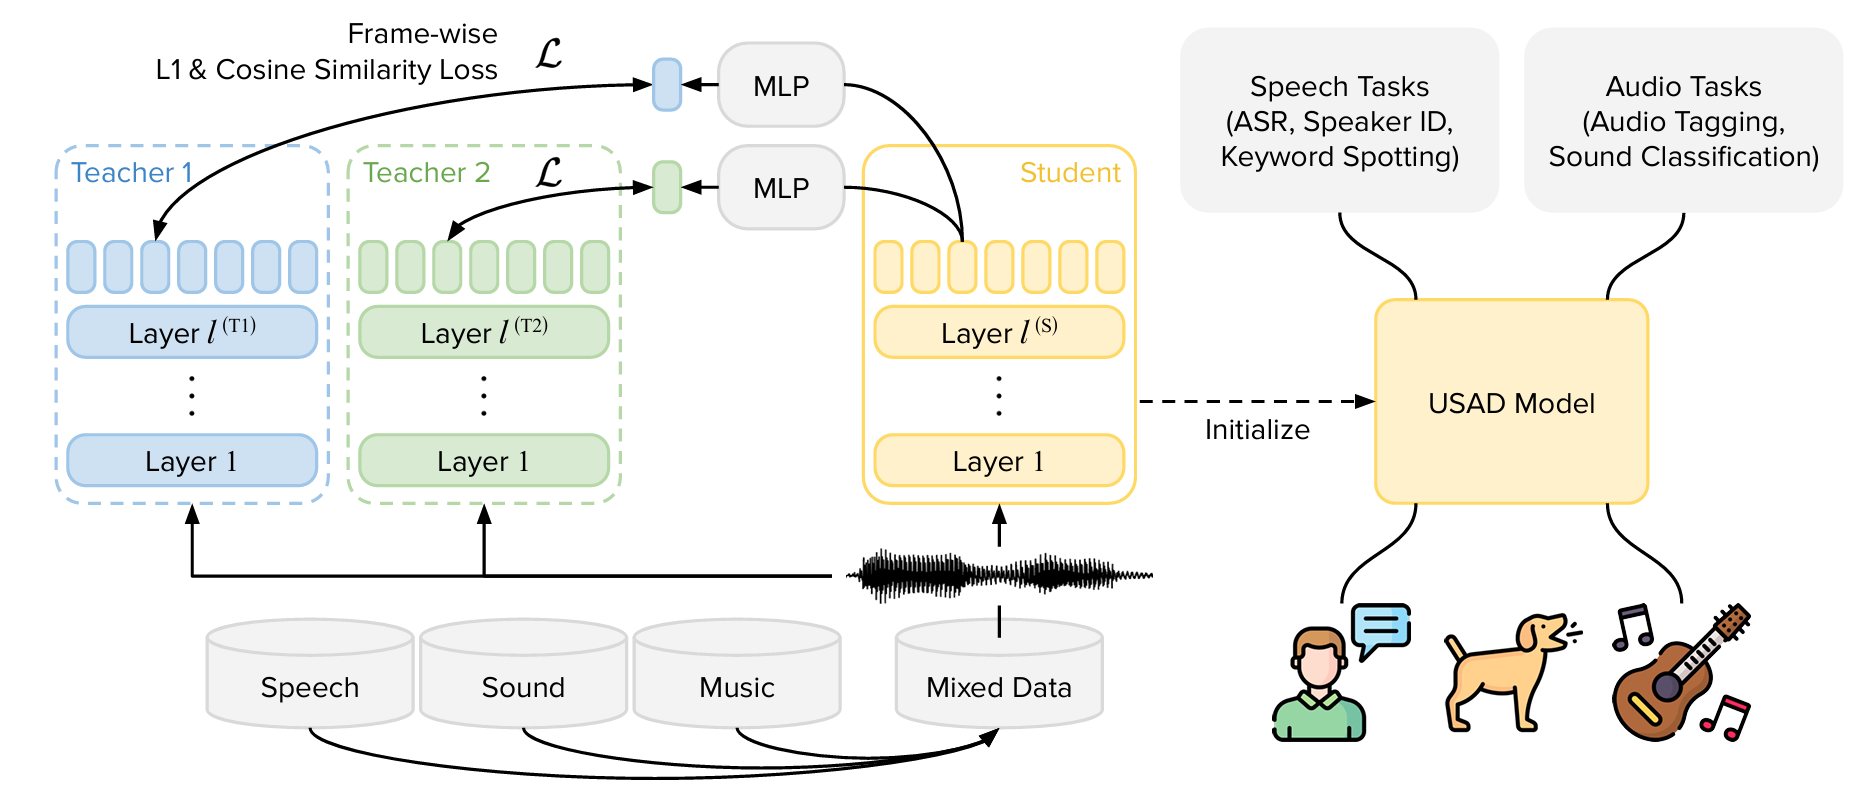 Frame-wise
L1 & Cosine Similarity Loss
ℒ
MLP
Teacher 1
Teacher 2
ℒ
MLP
Student
Layer l (T1)
Layer l (T2)
Layer l (S)
Layer 1
Layer 1
Layer 1
Speech
Sound
Music
Mixed Data
Initialize
Speech Tasks
(ASR, Speaker ID,
Keyword Spotting)
Audio Tasks
(Audio Tagging,
Sound Classification)
USAD Model